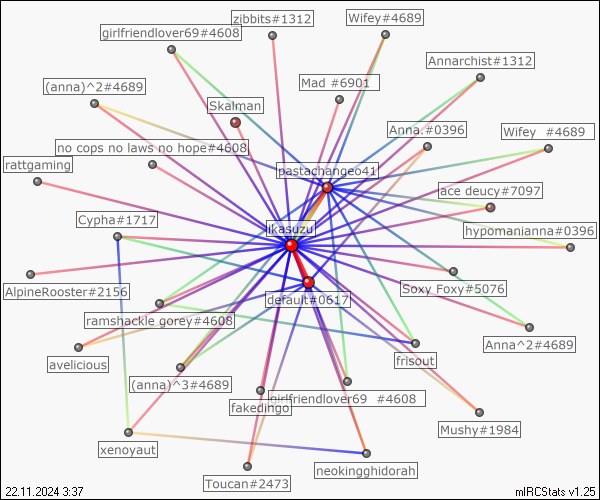 zibbits#1312
Wifey#4689
girlfriendlover69#4608
Annarchist#1312
Mad #6901
(anna)^2#4689
Skalman
Anna.#0396
Wifey  #4689
no cops no laws no hope#4608
rattgaming
pastachangeo41
ace deucy#7097
Cypha#1717
ikasuzu
hypomanianna#0396
AlpineRooster#2156
Soxy Foxy#5076
default#0617
ramshackle gorey#4608
Anna^2#4689
avelicious
frisout
(anna)^3#4689
girlfriendlover69  #4608
fakedingo
Mushy#1984
xenoyaut
neokingghidorah
Toucan#2473
22.11.2024 3:37
mIRCStats v1.25